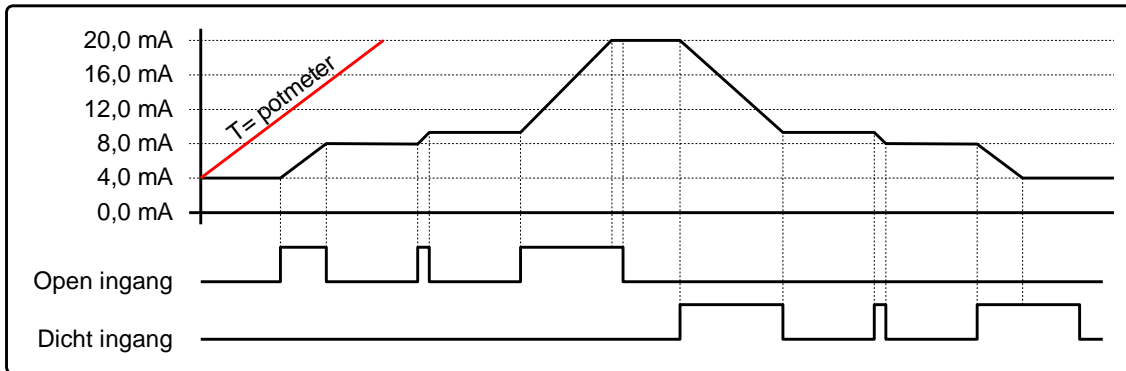 20,0 mA
16,0 mA
12,0 mA
8,0 mA
4,0 mA
0,0 mA
T= potmeter
Open ingang
Dicht ingang